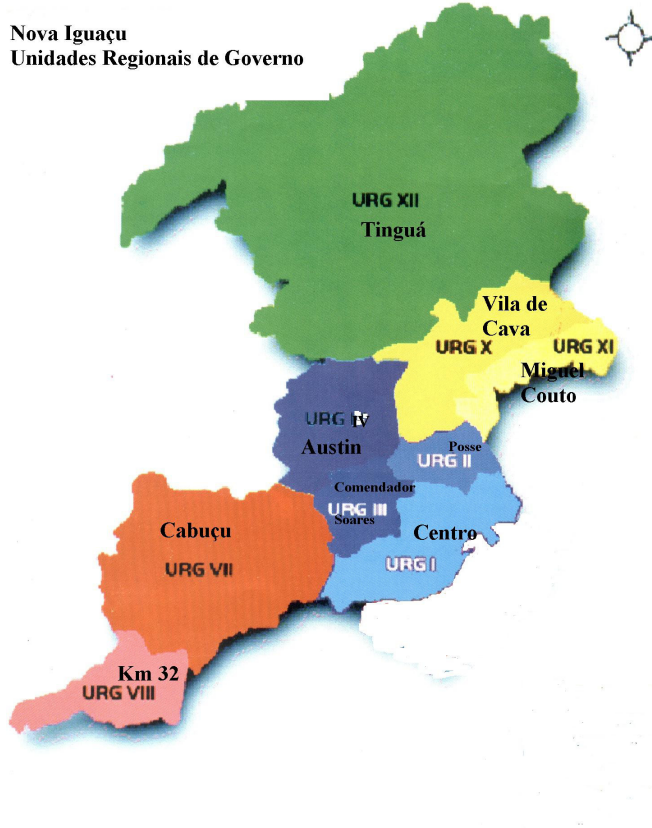 Nova Iguaçu
Unidades Regionais de Governo
URG XII
Tinguá
Vila de
Cava
URG X
URG XI
Miguel
Couto
URG IV
Austin
Posse
URG II
Comendador
URG III
Soares
Centro
URG I
Cabuçu
URG VII
Km 32
URG VIII